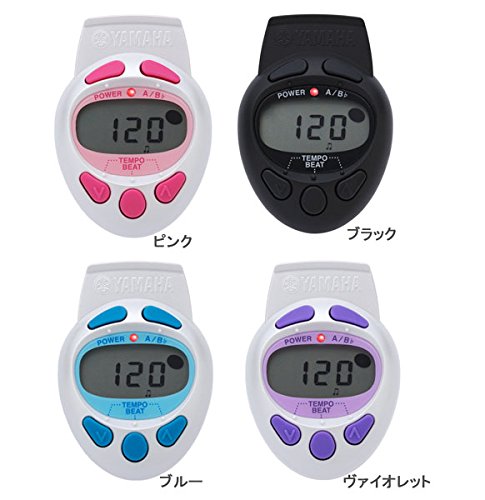 YAMAHA
POWER A/B♭
120
TEMPO
BEAT
ピンク
YAMAHA
POWER A/B♭
120
TEMPO
BEAT
ブラック
YAMAHA
POWER A/B♭
120
TEMPO
BEAT
ブルー
YAMAHA
POWER A/B♭
120
TEMPO
BEAT
ヴァイオレット